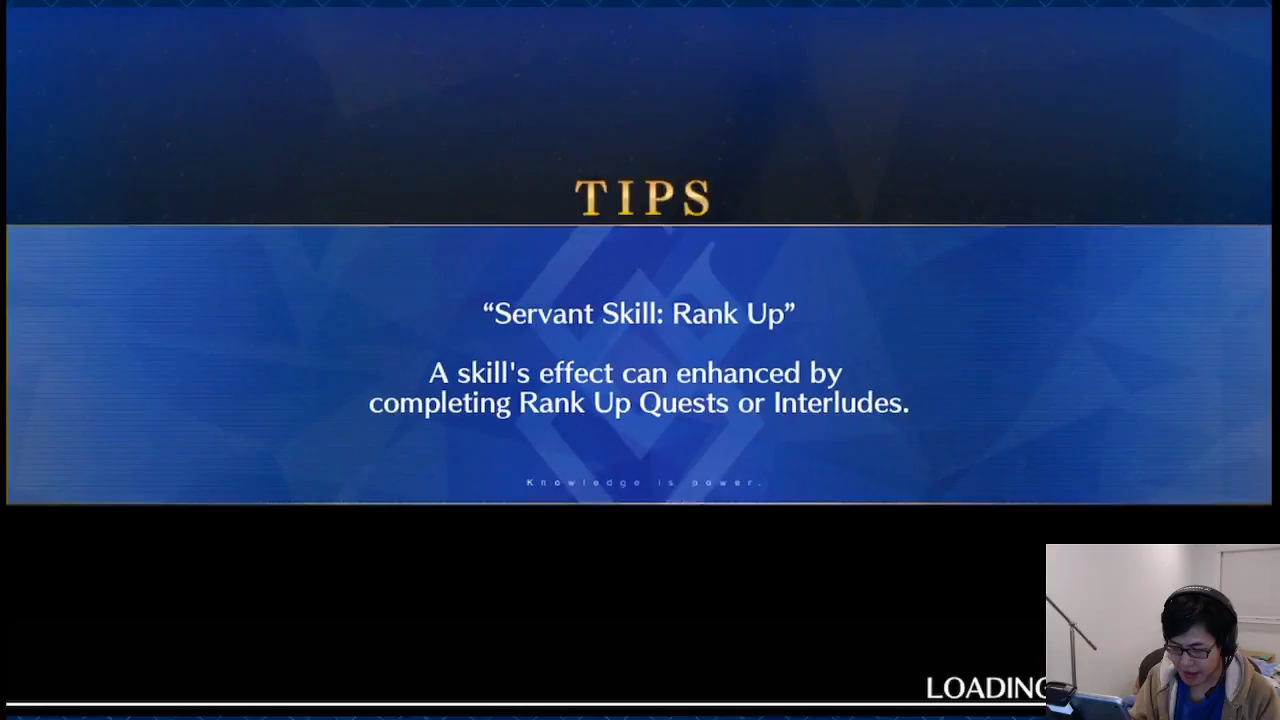 TIPS
“Servant Skill: Rank Up”
A skill's effect can enhanced by
completing Rank Up Quests or Interludes.
Knowledge is power.
LOADING